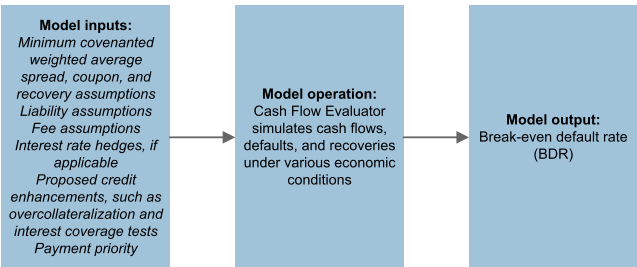 Model inputs:
Minimum covenanted
weighted average
spread, coupon, and
recovery assumptions
Liability assumptions
Fee assumptions
Interest rate hedges, if
applicable
Proposed credit
enhancements, such as
overcollateralization and
interest coverage tests
Payment priority
Model operation:
Cash Flow Evaluator
simulates cash flows,
defaults, and recoveries
under various economic
conditions
Model output:
Break-even default rate
(BDR)